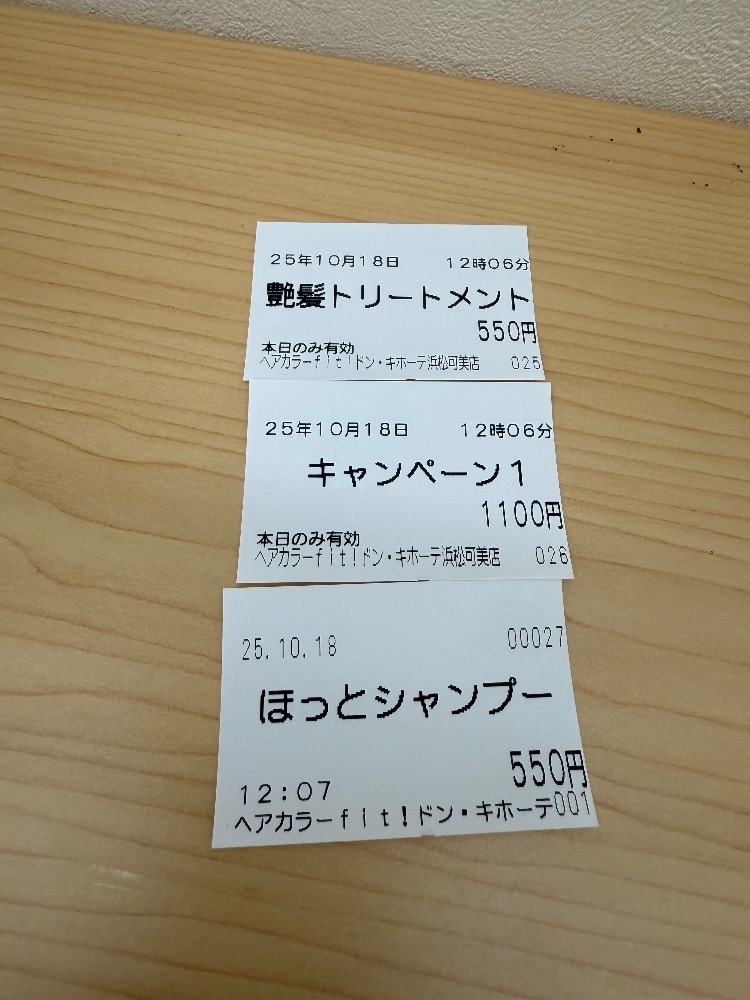 25年10月18日 12時06分
艶髪トリートメント
550円
本日のみ有効
ヘアカラーfit!ドン・キホーテ浜松可美店 025
25年10月18日 12時06分
キャンペーン1
1100円
本日のみ有効
ヘアカラーfit!ドン・キホーテ浜松可美店 026
25.10.18 00027
ほっとシャンプー
550円
12:07
ヘアカラーfit!ドン・キホーテ001